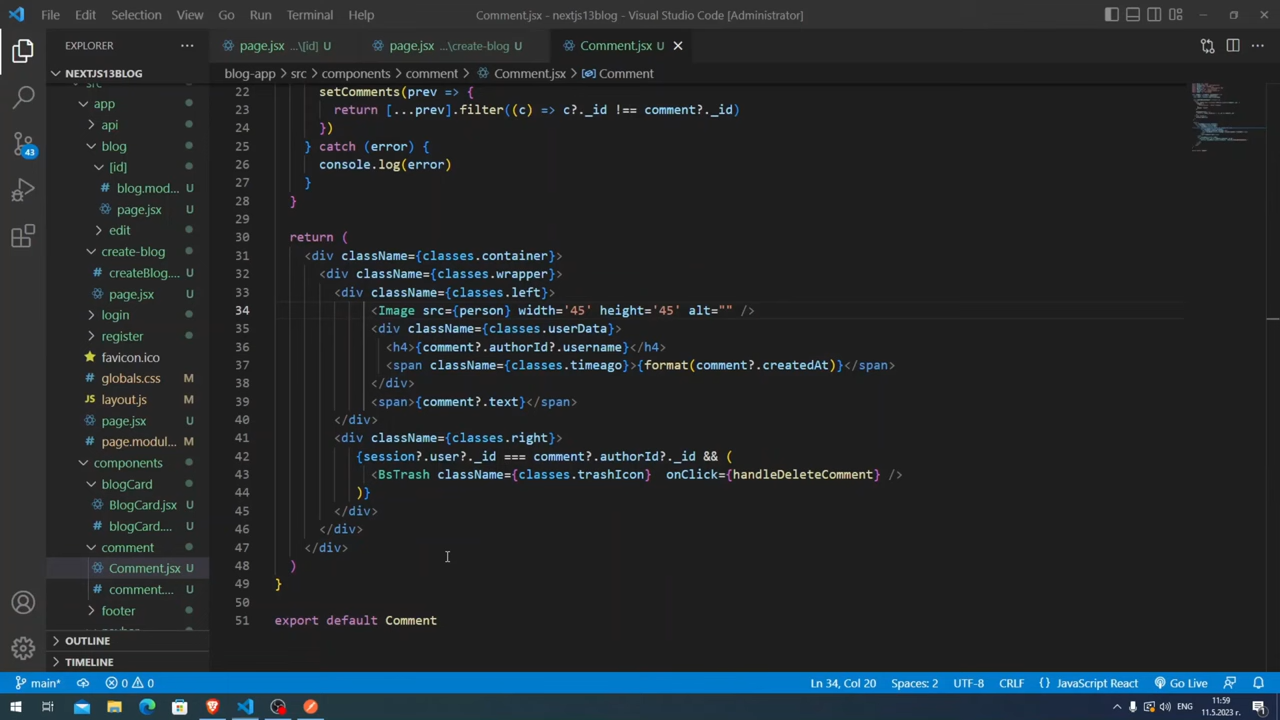 File Edit Selection View Go Run Terminal Help Comment.jsx - nextjs13blog - Visual Studio Code [Administrator]
EXPLORER
page.jsx ...\[id] U
page.jsx ...\create-blog U
Comment.jsx U
NEXTJS13BLOG
blog-app > src > components > comment > Comment.jsx > Comment
src
app
api
blog
[id]
blog.mod... U
page.jsx U
edit
create-blog
createBlog.... U
page.jsx U
login
register
favicon.ico
globals.css M
layout.js M
page.jsx U
page.modul... M
components
blogCard
BlogCard.jsx U
blogCard.... U
comment
Comment.jsx U
comment.... U
footer
OUTLINE
TIMELINE
43
22 setComments(prev => {
23 return [...prev].filter((c) => c?._id !== comment?._id)
24 })
25 } catch (error) {
26 console.log(error)
27 }
28 }
29
30 return (
31 <div className={classes.container}>
32 <div className={classes.wrapper}>
33 <div className={classes.left}>
34 <Image src={person} width='45' height='45' alt="" />
35 <div className={classes.userData}>
36 <h4>{comment?.authorId?.username}</h4>
37 <span className={classes.timeago}>{format(comment?.createdAt)}</span>
38 </div>
39 <span>{comment?.text}</span>
40 </div>
41 <div className={classes.right}>
42 {session?.user?._id === comment?.authorId?._id && (
43 <BsTrash className={classes.trashIcon} onClick={handleDeleteComment} />
44 )}
45 </div>
46 </div>
47 </div>
48 )
49 }
50
51 export default Comment
main* 0 0 Ln 34, Col 20 Spaces: 2 UTF-8 CRLF {} JavaScript React Go Live
ENG 11:59
11.5.2023 г.
1